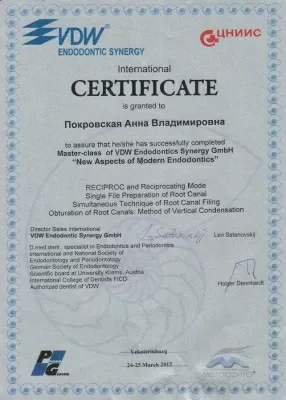 VDW
ENDODONTIC SYNERGY
ЦНИИС
International
CERTIFICATE
is granted to
Покровская Анна Владимировна
to assure that he/she has successfully completed
Master-class of VDW Endodontics Synergy GmbH
"New Aspects of Modern Endodontics"
RECIPROC and Reciprocating Mode
Single File Preparation of Root Canal
Simultaneous Technique of Root Canal Filing
Obturation of Root Canals: Method of Vertical Condensation
Director Sales international
VDW Endodontic Synergy GmbH
Leo Satanovskij
D.med.dent., specialist in Endodontics and Periodontics
International and National Society of
Endodontology and Periodontology
German Society of Endodontology
Scientific board at University Krems, Austria
International College of Dentists FICD
Authorized dentist of VDW
Holger Dennhardt
Yekaterinburg
24-25 March 2012